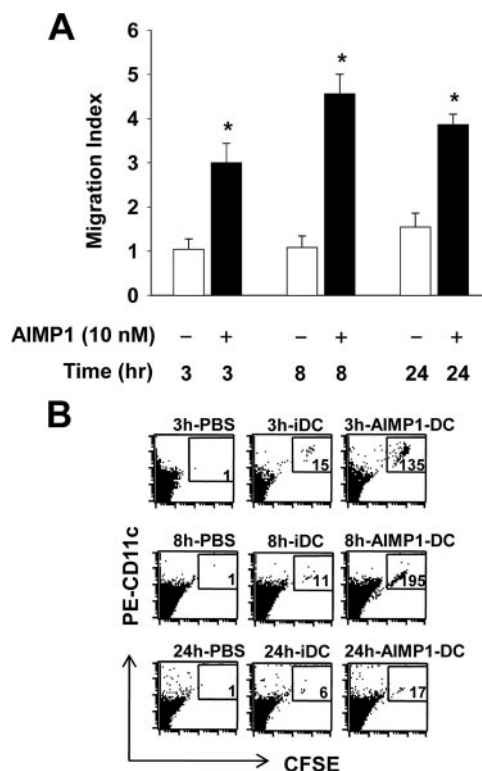 A
Migration Index
6
5
4
3
2
1
0
* * *
AIMP1 (10 nM) – + – + – +
Time (hr) 3 3 8 8 24 24
B
3h-PBS 3h-iDC 3h-AIMP1-DC
1 15 135
8h-PBS 8h-iDC 8h-AIMP1-DC
1 11 195
24h-PBS 24h-iDC 24h-AIMP1-DC
1 6 17
PE-CD11c
CFSE